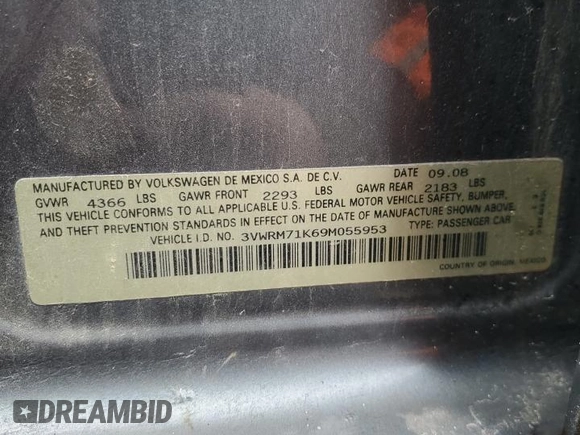 MANUFACTURED BY VOLKSWAGEN DE MEXICO S.A. DE C.V. DATE 09.08
GVWR 4366 LBS GAWR FRONT 2293 LBS GAWR REAR 2183 LBS
THIS VEHICLE CONFORMS TO ALL APPLICABLE U.S. FEDERAL MOTOR VEHICLE SAFETY, BUMPER,
AND THEFT PREVENTION STANDARDS IN EFFECT ON THE DATE OF MANUFACTURE SHOWN ABOVE.
VEHICLE I.D. NO. 3VWRM71K69M055953 TYPE: PASSENGER CAR
COUNTRY OF ORIGIN: MEXICO
DREAMBID